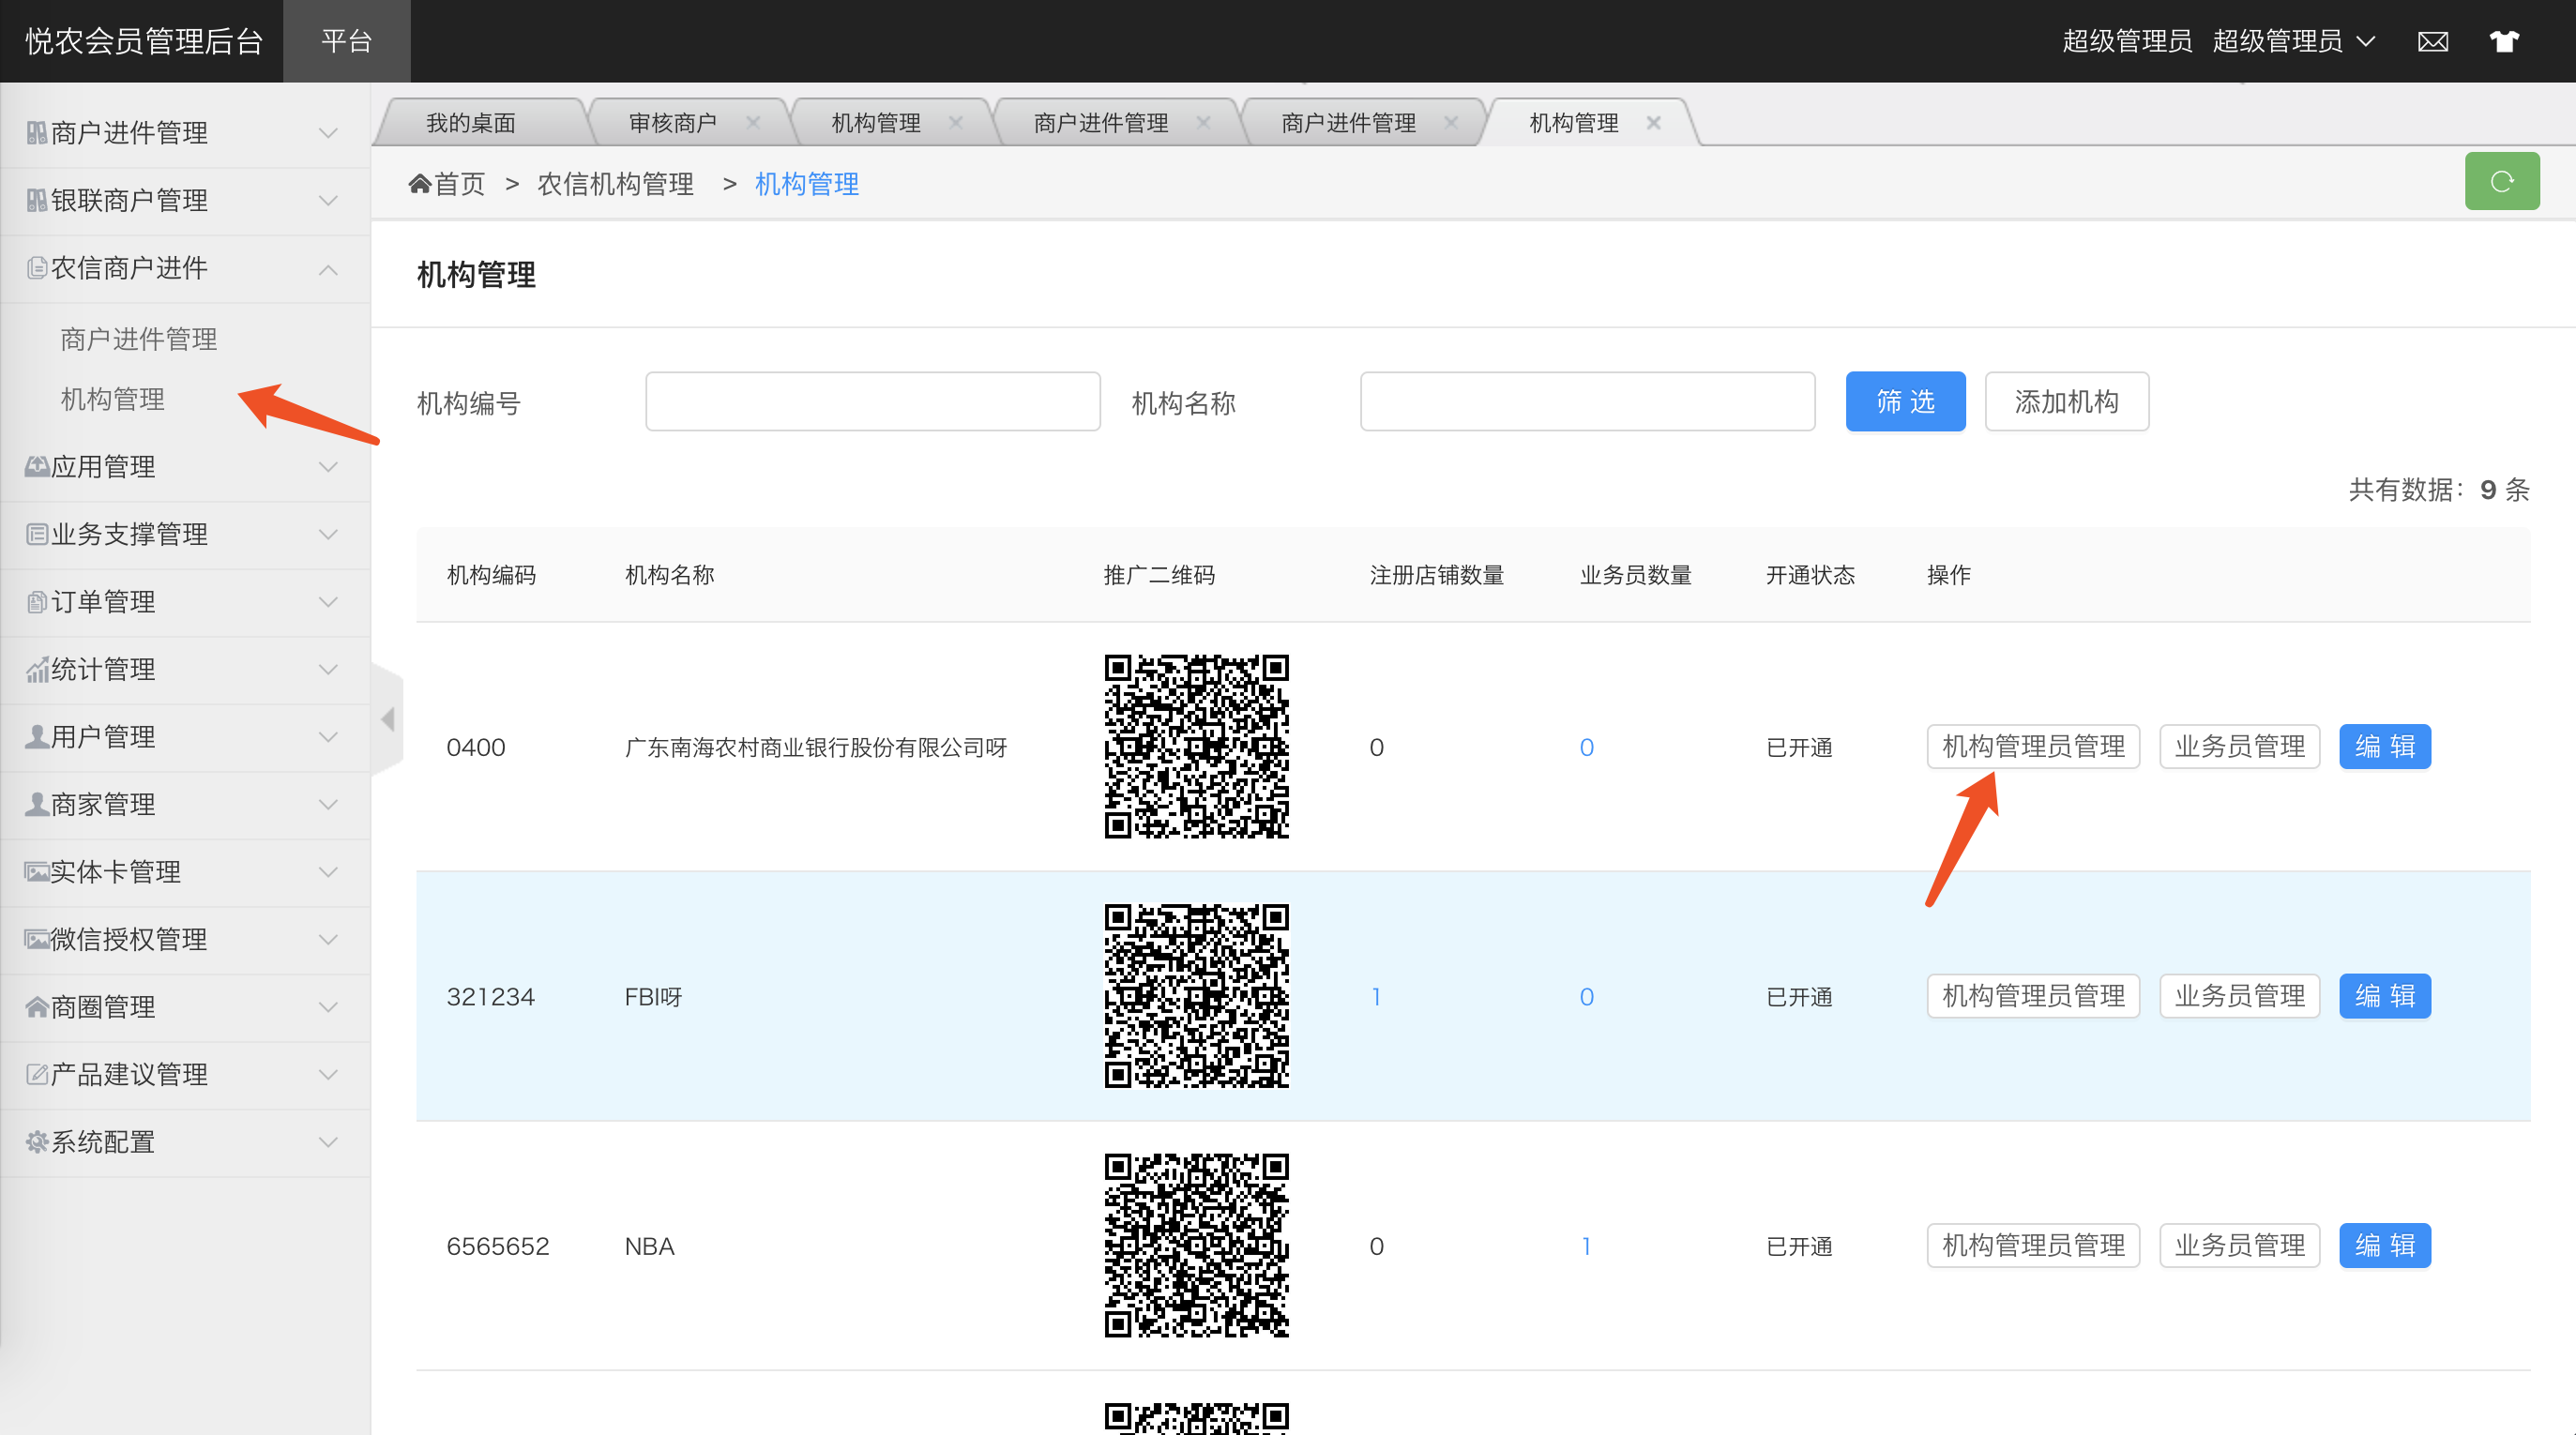 悦农会员管理后台 平台 超级管理员 超级管理员
我的桌面 审核商户 机构管理 商户进件管理 商户进件管理 机构管理
首页 > 农信机构管理 > 机构管理
商户进件管理
银联商户管理
农信商户进件
商户进件管理
机构管理
应用管理
业务支撑管理
订单管理
统计管理
用户管理
商家管理
实体卡管理
微信授权管理
商圈管理
产品建议管理
系统配置
机构管理
机构编号 机构名称 筛 选 添加机构
共有数据：9 条
机构编码 机构名称 推广二维码 注册店铺数量 业务员数量 开通状态 操作
0400 广东南海农村商业银行股份有限公司呀 0 0 已开通 机构管理员管理 业务员管理 编 辑
321234 FBI呀 1 0 已开通 机构管理员管理 业务员管理 编 辑
6565652 NBA 0 1 已开通 机构管理员管理 业务员管理 编 辑